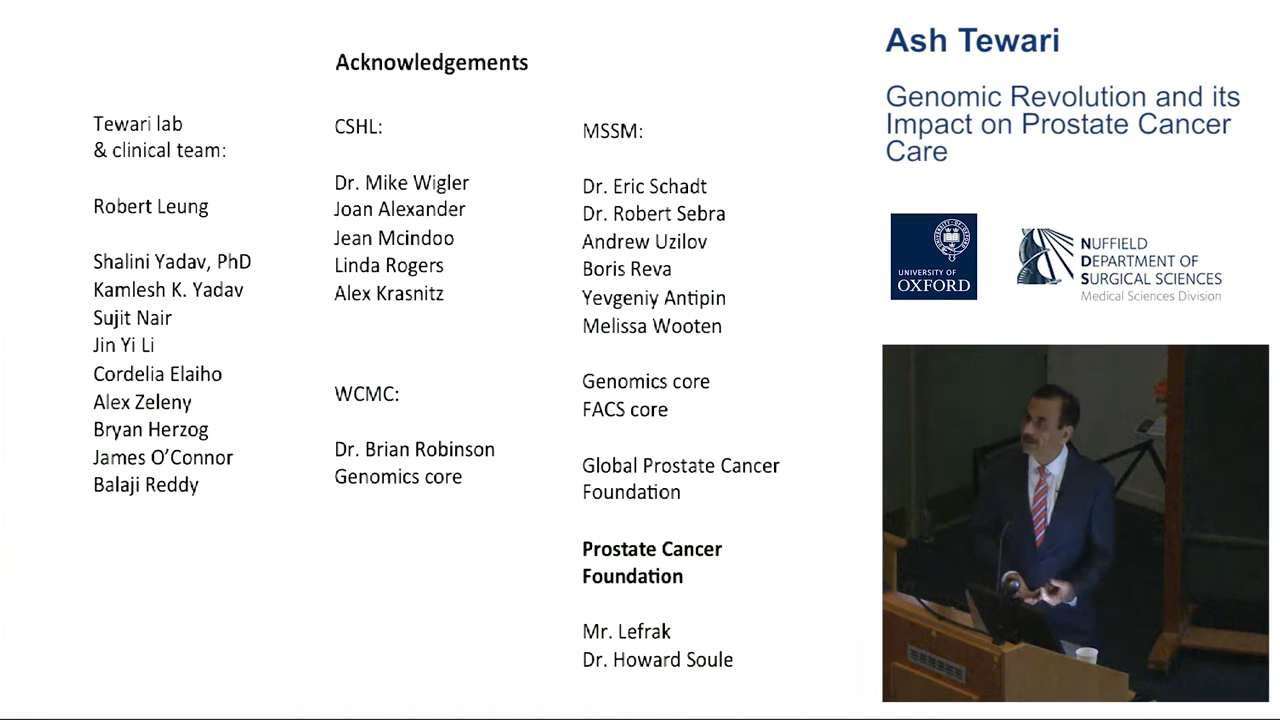 Acknowledgements
Tewari lab
& clinical team:
Robert Leung
Shalini Yadav, PhD
Kamlesh K. Yadav
Sujit Nair
Jin Yi Li
Cordelia Elaiho
Alex Zeleny
Bryan Herzog
James O'Connor
Balaji Reddy
CSHL:
Dr. Mike Wigler
Joan Alexander
Jean Mcindoo
Linda Rogers
Alex Krasnitz
WCMC:
Dr. Brian Robinson
Genomics core
MSSM:
Dr. Eric Schadt
Dr. Robert Sebra
Andrew Uzilov
Boris Reva
Yevgeniy Antipin
Melissa Wooten
Genomics core
FACS core
Global Prostate Cancer
Foundation
Prostate Cancer
Foundation
Mr. Lefrak
Dr. Howard Soule
Ash Tewari
Genomic Revolution and its
Impact on Prostate Cancer
Care
UNIVERSITY OF
OXFORD
NUFFIELD
DEPARTMENT OF
SURGICAL SCIENCES
Medical Sciences Division